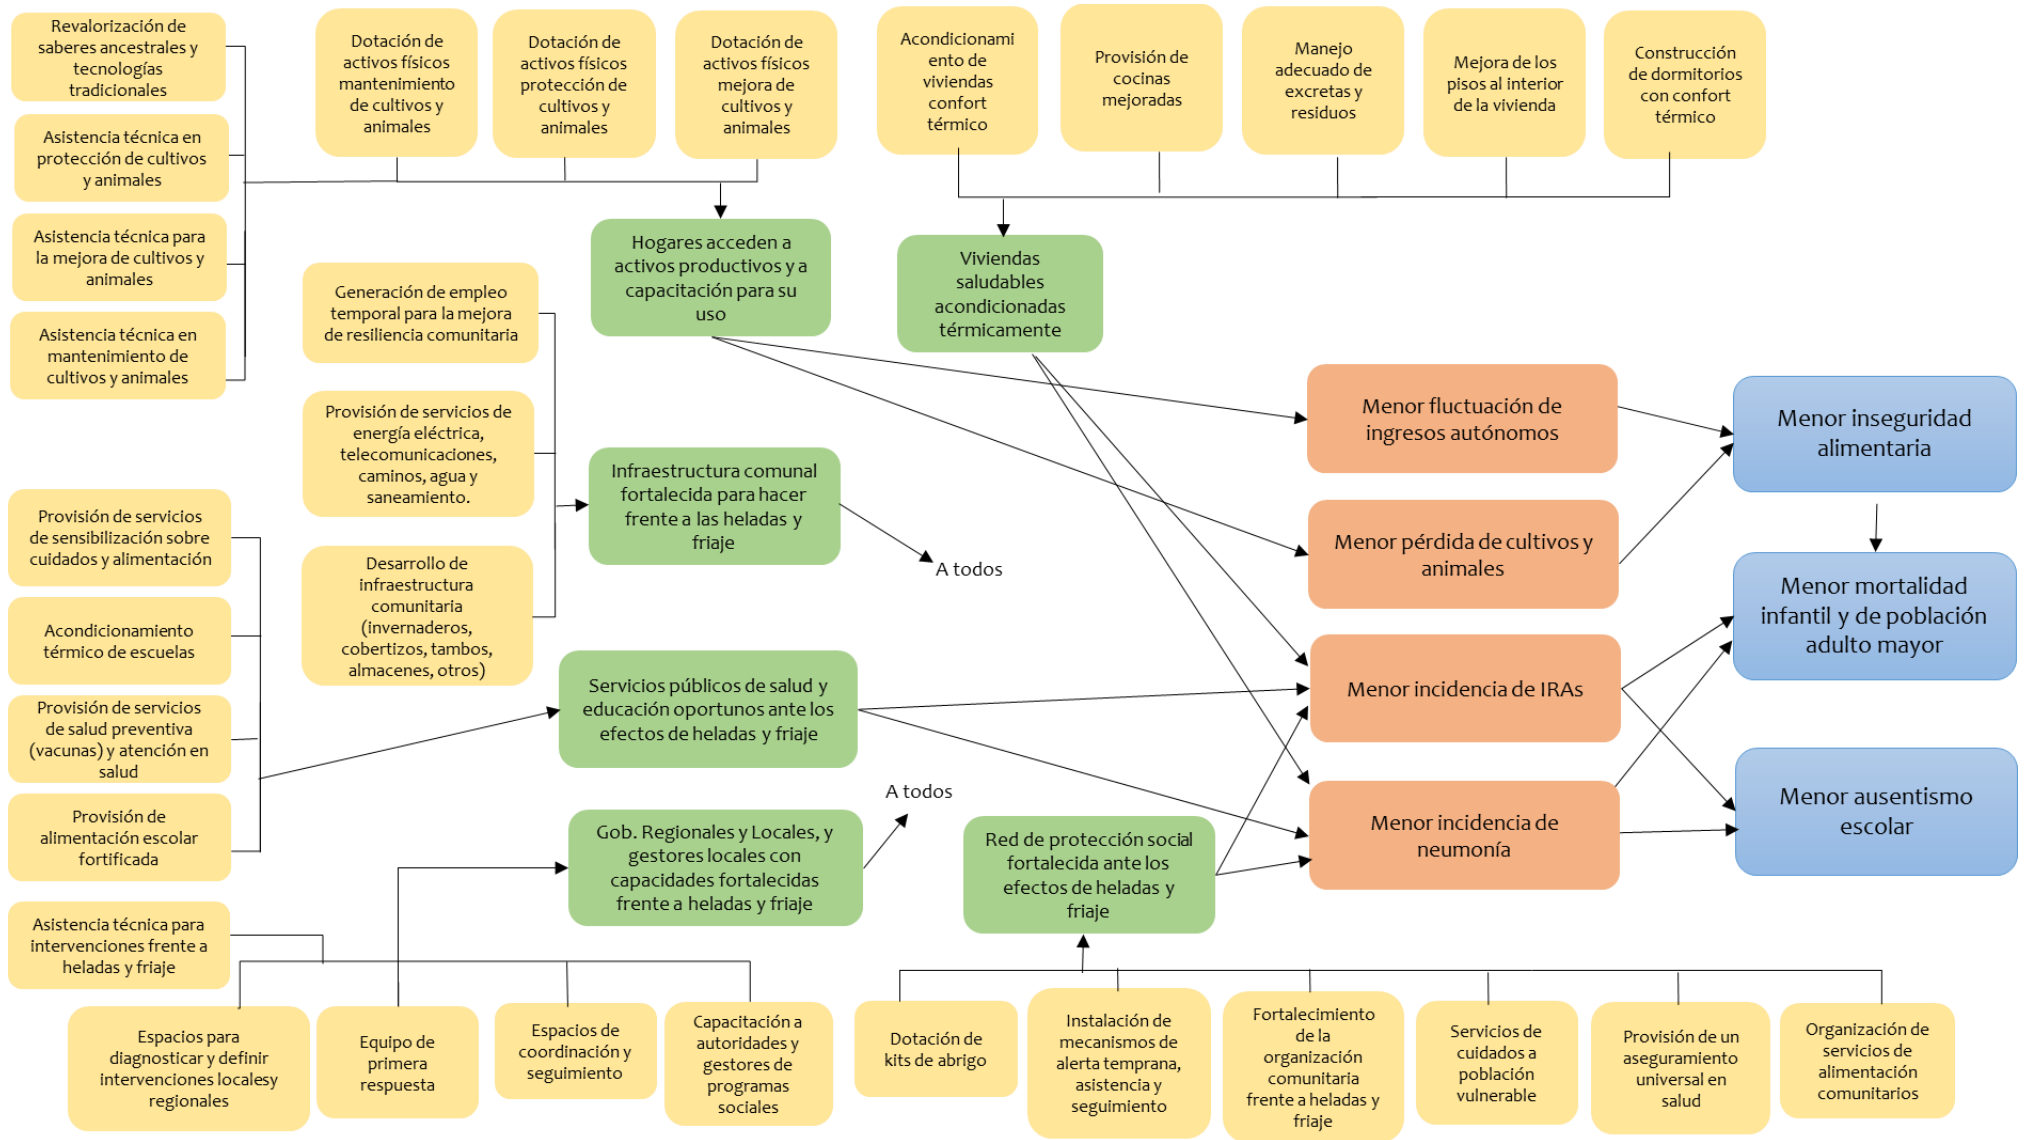 Revalorización de
saberes ancestrales y
tecnologías
tradicionales
Asistencia técnica en
protección de cultivos
y animales
Asistencia técnica para
la mejora de cultivos y
animales
Asistencia técnica en
mantenimiento de
cultivos y animales
Dotación de
activos físicos
mantenimiento
de cultivos y
animales
Dotación de
activos físicos
protección de
cultivos y
animales
Dotación de
activos físicos
mejora de
cultivos y
animales
Acondicionami
ento de
viviendas
confort
térmico
Provisión de
cocinas
mejoradas
Manejo
adecuado de
excretas y
residuos
Mejora de los
pisos al interior
de la vivienda
Construcción
de dormitorios
con confort
térmico
Hogares acceden a
activos productivos y a
capacitación para su
uso
Viviendas
saludables
acondicionadas
térmicamente
Generación de empleo
temporal para la mejora
de resiliencia comunitaria
Provisión de servicios de
energía eléctrica,
telecomunicaciones,
caminos, agua y
saneamiento.
Desarrollo de
infraestructura
comunitaria
(invernaderos,
cobertizos, tambos,
almacenes, otros)
Infraestructura comunal
fortalecida para hacer
frente a las heladas y
friaje
A todos
Menor fluctuación de
ingresos autónomos
Menor pérdida de cultivos y
animales
Menor incidencia de IRAs
Menor incidencia de
neumonía
Menor inseguridad
alimentaria
Menor mortalidad
infantil y de población
adulto mayor
Menor ausentismo
escolar
Provisión de servicios
de sensibilización sobre
cuidados y alimentación
Acondicionamiento
térmico de escuelas
Provisión de servicios
de salud preventiva
(vacunas) y atención en
salud
Provisión de
alimentación escolar
fortificada
Servicios públicos de salud y
educación oportunos ante los
efectos de heladas y friaje
A todos
Gob. Regionales y Locales, y
gestores locales con
capacidades fortalecidas
frente a heladas y friaje
Red de protección social
fortalecida ante los
efectos de heladas y
friaje
Asistencia técnica para
intervenciones frente a
heladas y friaje
Espacios para
diagnosticar y definir
intervenciones localesy
regionales
Equipo de
primera
respuesta
Espacios de
coordinación y
seguimiento
Capacitación a
autoridades y
gestores de
programas
sociales
Dotación de
kits de abrigo
Instalación de
mecanismos de
alerta temprana,
asistencia y
seguimiento
Fortalecimiento
de la
organización
comunitaria
frente a heladas y
friaje
Servicios de
cuidados a
población
vulnerable
Provisión de un
aseguramiento
universal en
salud
Organización de
servicios de
alimentación
comunitarios